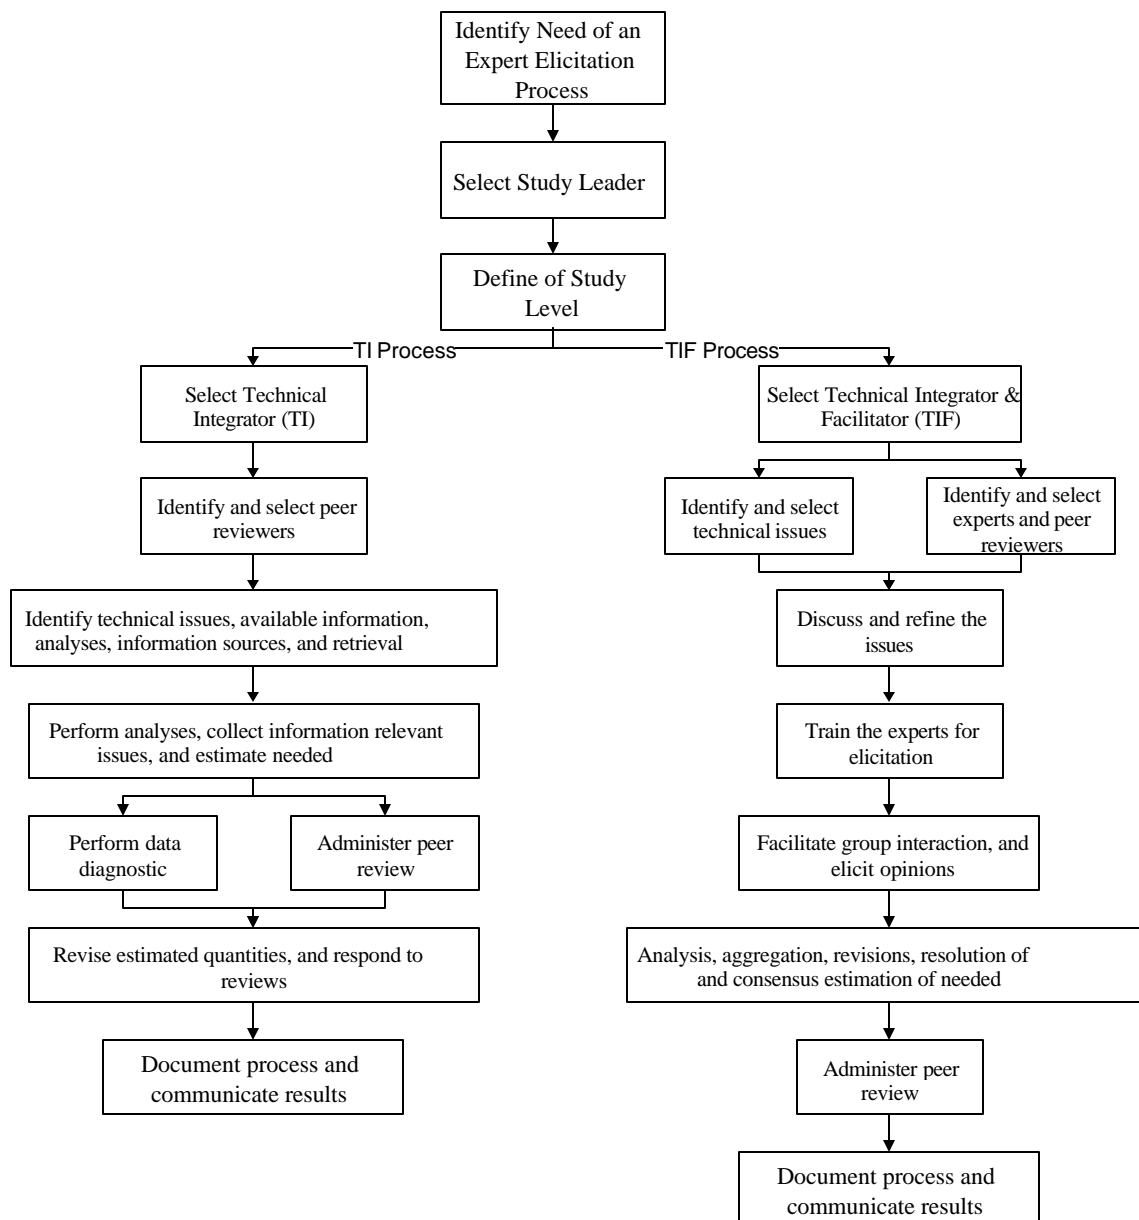 Identify Need of an
Expert Elicitation
Process
Select Study Leader
Define of Study
Level
TI Process
TIF Process
Select Technical
Integrator (TI)
Select Technical Integrator &
Facilitator (TIF)
Identify and select peer
reviewers
Identify and select
technical issues
Identify and select
experts and peer
reviewers
Identify technical issues, available information,
analyses, information sources, and retrieval
Discuss and refine the
issues
Perform analyses, collect information relevant
issues, and estimate needed
Train the experts for
elicitation
Perform data
diagnostic
Administer peer
review
Facilitate group interaction, and
elicit opinions
Revise estimated quantities, and respond to
reviews
Analysis, aggregation, revisions, resolution of
and consensus estimation of needed
Document process and
communicate results
Administer peer
review
Document process and
communicate results